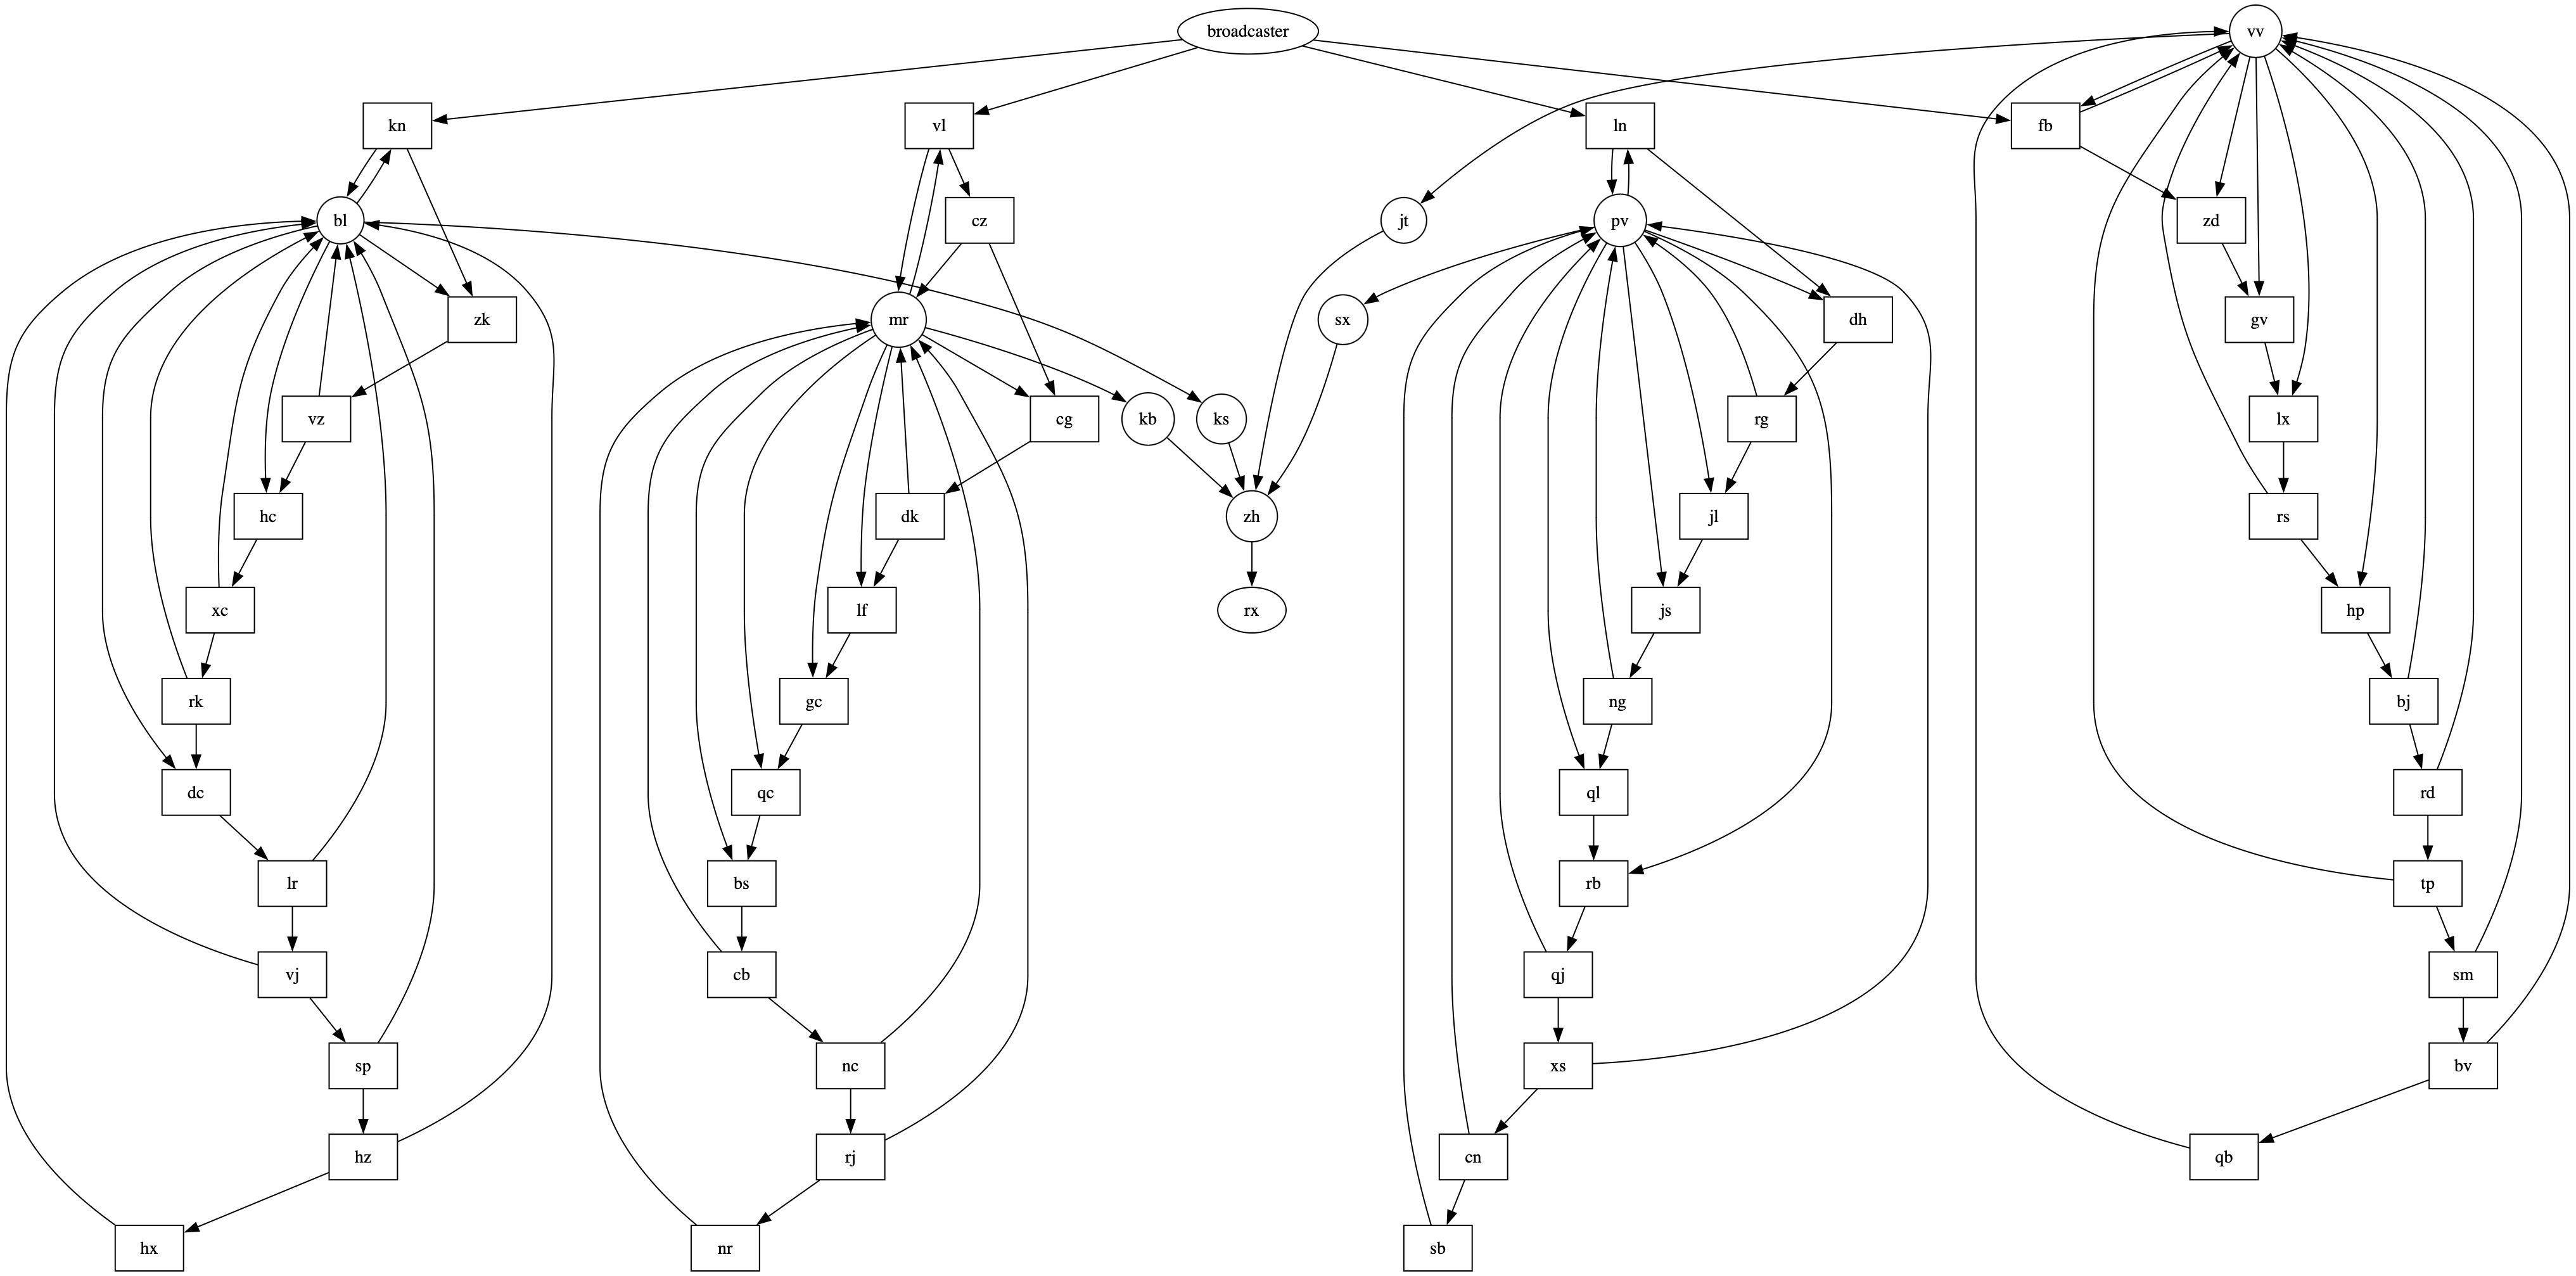 broadcaster
vv
kn
vl
ln
fb
bl
cz
jt
pv
zd
zk
mr
sx
dh
gv
vz
cg
kb
ks
rg
lx
hc
dk
zh
jl
rs
xc
lf
rx
js
hp
rk
gc
ng
bj
dc
qc
ql
rd
lr
bs
rb
tp
vj
cb
qj
sm
sp
nc
xs
bv
hz
rj
cn
qb
hx
nr
sb